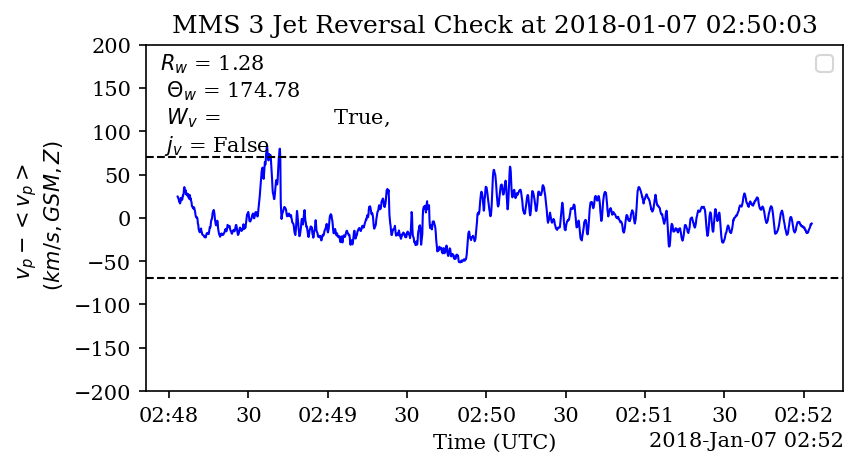 MMS 3 Jet Reversal Check at 2018-01-07 02:50:03
R_w = 1.28
Θ_w = 174.78
W_v = True,
j_v = False
200
150
100
50
0
−50
−100
−150
−200
v_p − < v_p >
(km/s, GSM, Z)
02:48 30 02:49 30 02:50 30 02:51 30 02:52
Time (UTC)
2018-Jan-07 02:52